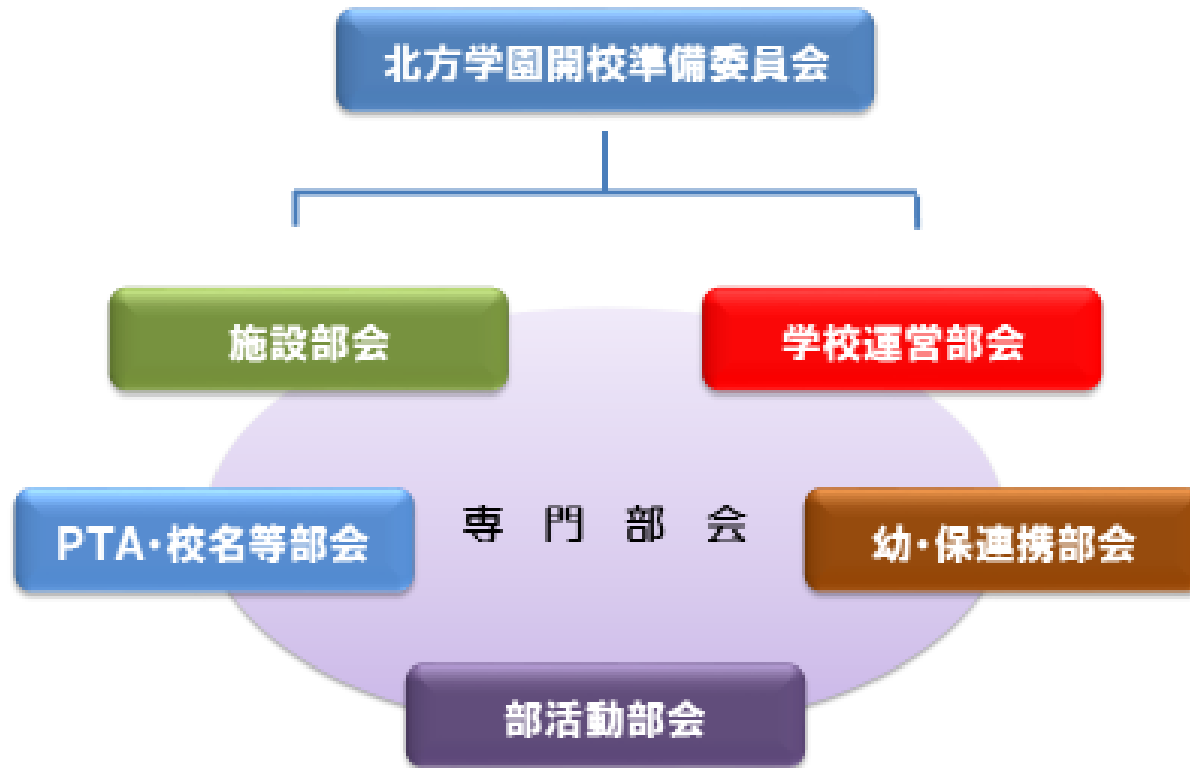 北方学園開校準備委員会
施設部会
学校運営部会
PTA・校名等部会
専門部会
幼・保連携部会
部活動部会